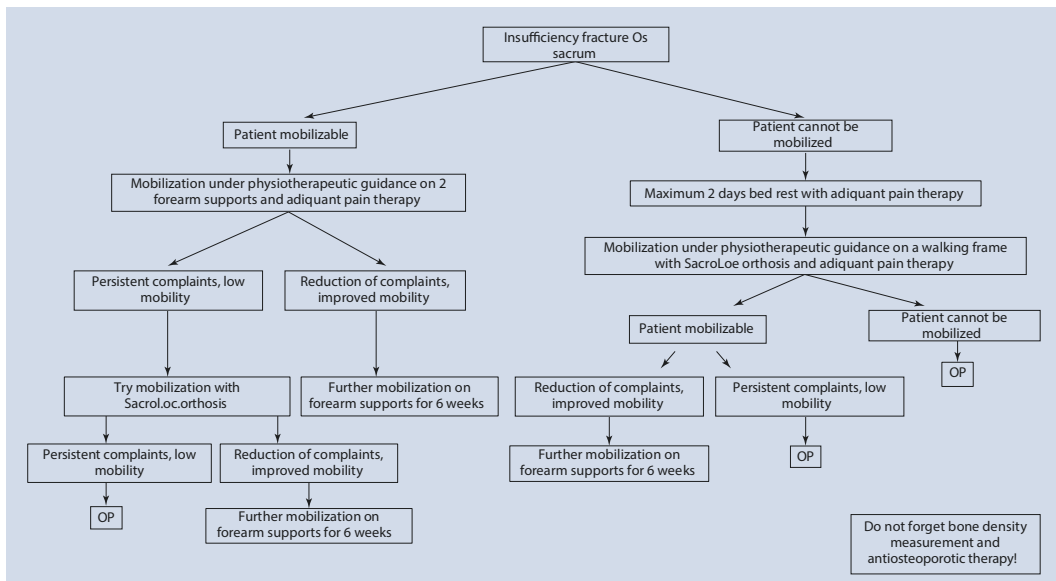 Insufficiency fracture Os
sacrum
Patient mobilizable
Patient cannot be
mobilized
Mobilization under physiotherapeutic guidance on 2
forearm supports and adiquant pain therapy
Maximum 2 days bed rest with adiquant pain therapy
Mobilization under physiotherapeutic guidance on a walking frame
with SacroLoe orthosis and adiquant pain therapy
Persistent complaints, low
mobility
Reduction of complaints,
improved mobility
Patient mobilizable
Patient cannot be
mobilized
OP
Try mobilization with
Sacrol.oc.orthosis
Further mobilization on
forearm supports for 6 weeks
Reduction of complaints,
improved mobility
Persistent complaints, low
mobility
Persistent complaints, low
mobility
Reduction of complaints,
improved mobility
Further mobilization on
forearm supports for 6 weeks
OP
OP
Further mobilization on
forearm supports for 6 weeks
Do not forget bone density
measurement and
antiosteoporotic therapy!